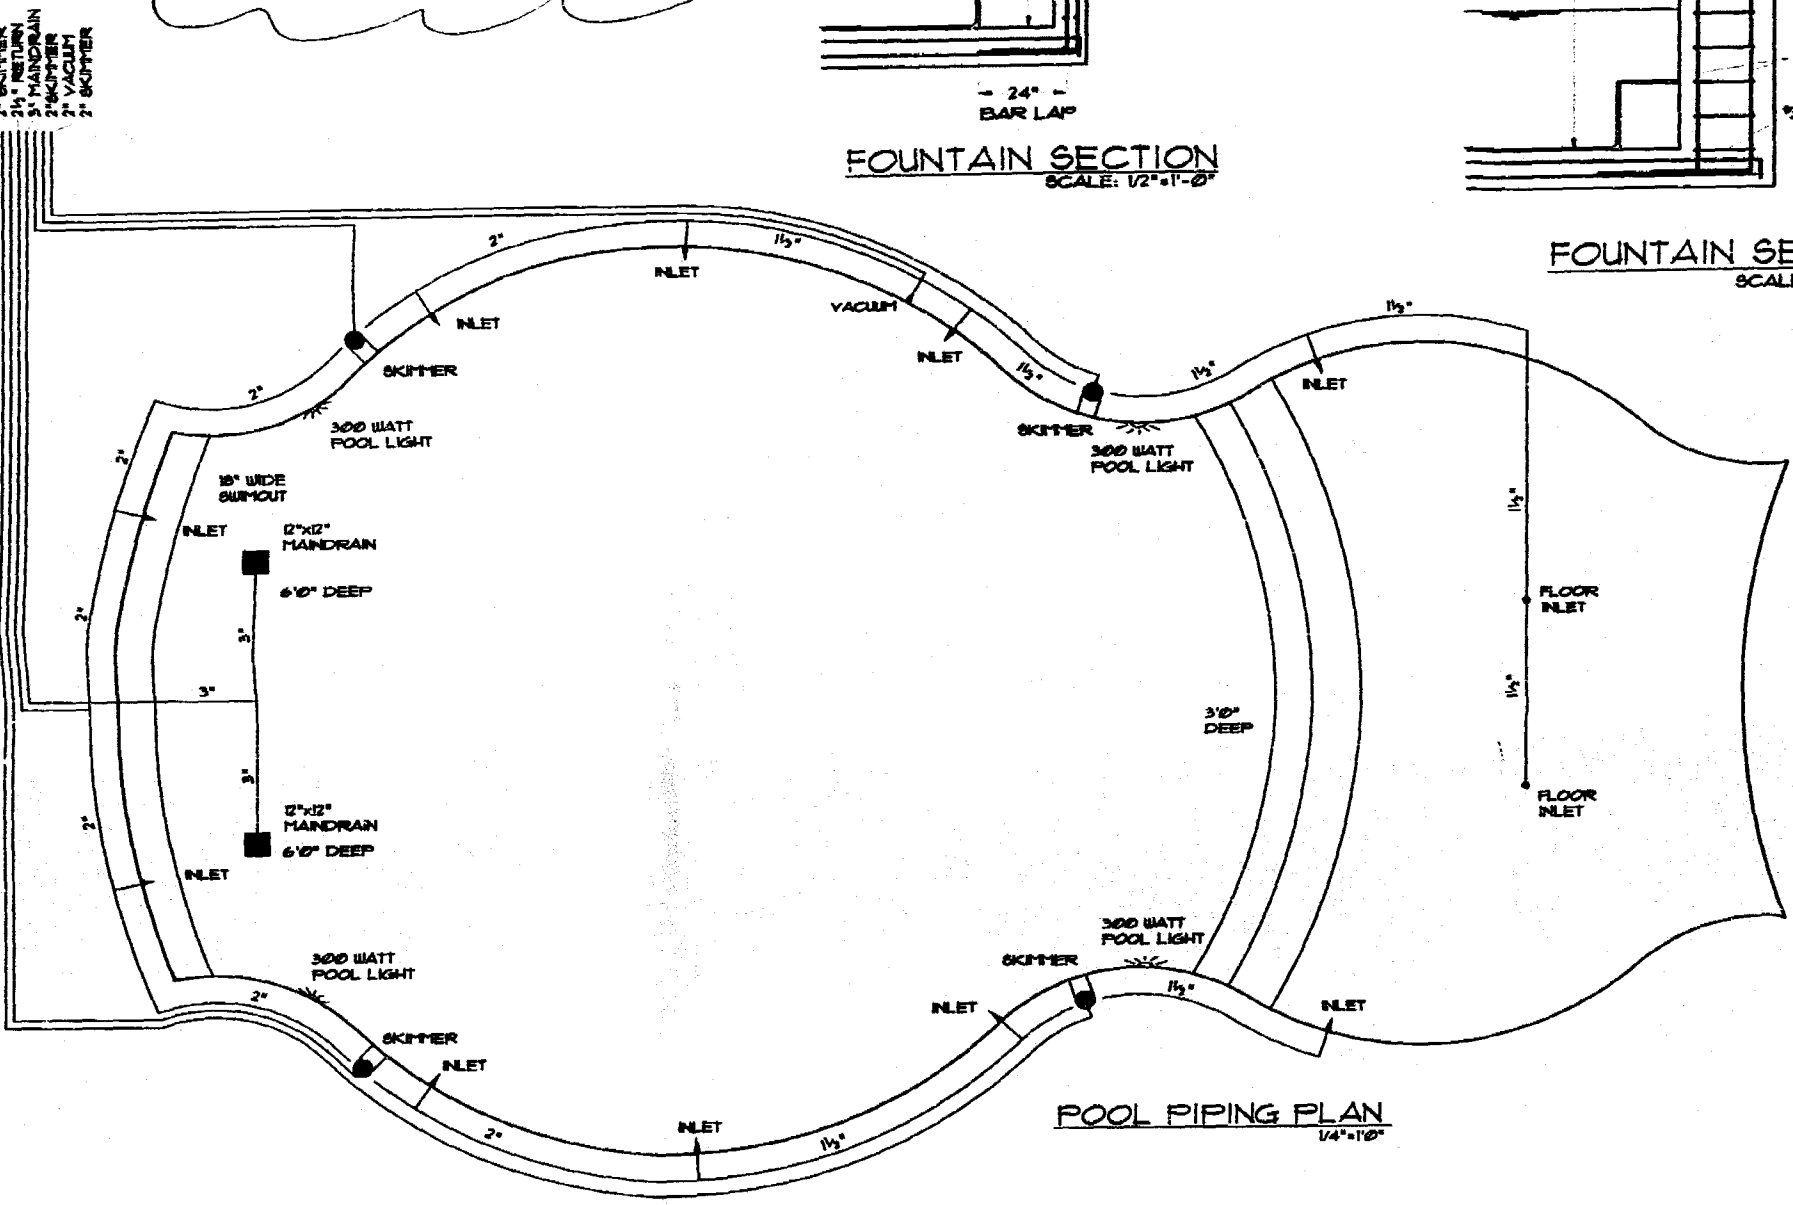 2" SKIMMER
2½" RETURN
3" MAINDRAIN
2" SKIMMER
2" VACUUM
2" SKIMMER
24"
BAR LAP
FOUNTAIN SECTION
SCALE: 1/2"=1'-0"
FOUNTAIN SE
SCAL
2"
1½"
INLET
1½"
VACUUM
INLET
INLET
INLET
SKIMMER
1½"
1½"
2"
SKIMMER
300 WATT
POOL LIGHT
300 WATT
POOL LIGHT
2"
18" WIDE
SWIMOUT
1½"
INLET
12"x12"
MAINDRAIN
6'0" DEEP
FLOOR
INLET
2"
3"
3"
1½"
3'0"
DEEP
3"
2"
12"x12"
MAINDRAIN
6'0" DEEP
FLOOR
INLET
INLET
300 WATT
POOL LIGHT
300 WATT
POOL LIGHT
SKIMMER
2"
1½"
INLET
INLET
SKIMMER
INLET
2"
INLET
1½"
POOL PIPING PLAN
1/4"=1'0"